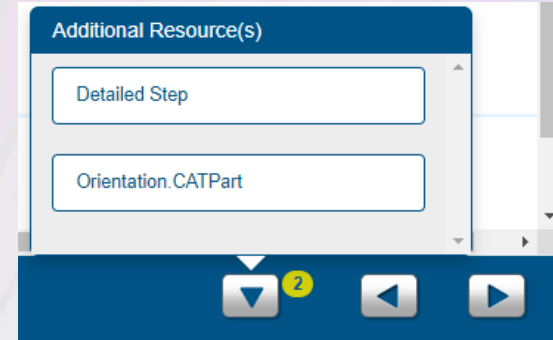 Additional Resource(s)
Detailed Step
Orientation.CATPart
2